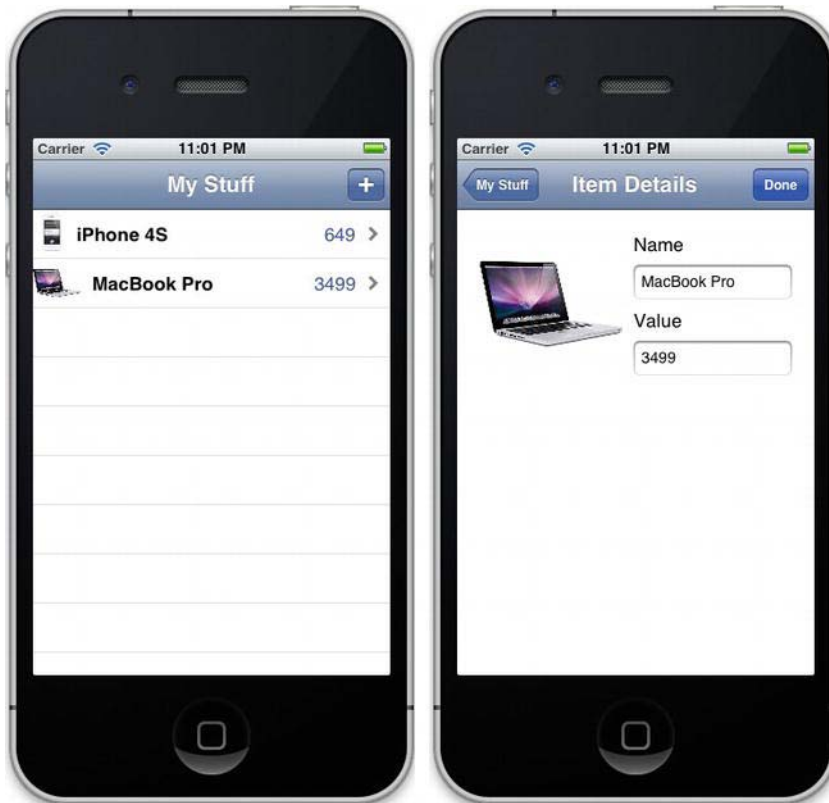 Carrier 11:01 PM
My Stuff +
iPhone 4S 649 >
MacBook Pro 3499 >
Carrier 11:01 PM
My Stuff Item Details Done
Name
MacBook Pro
Value
3499